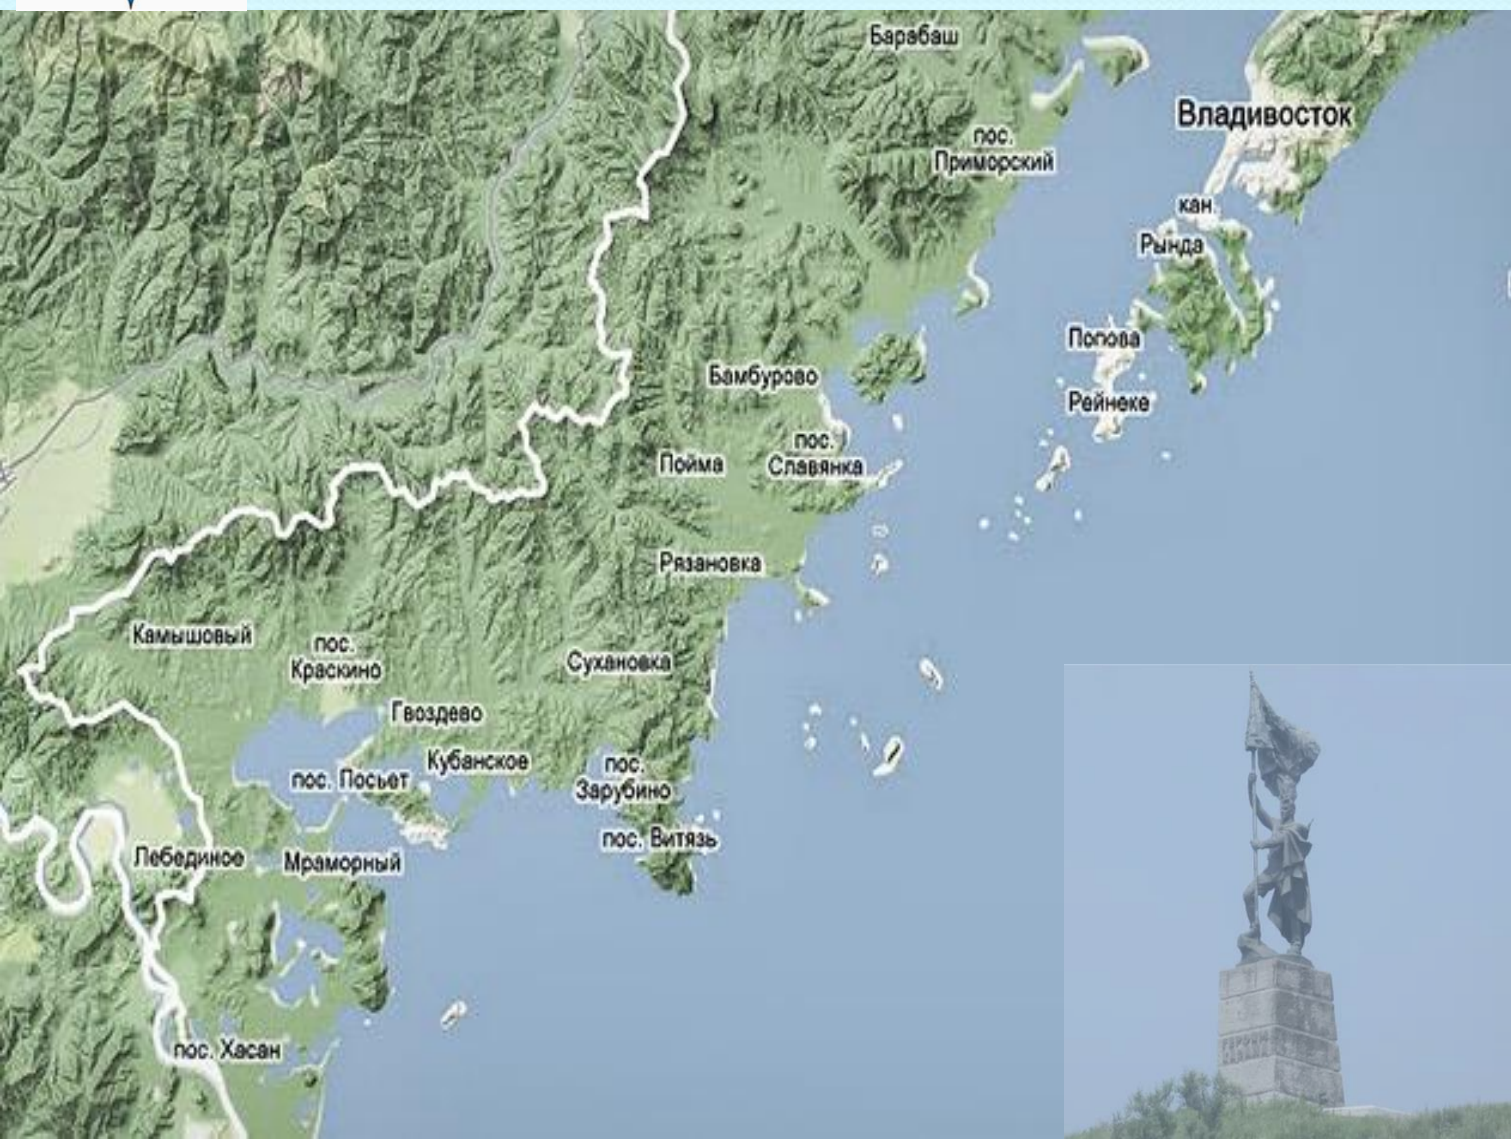 Барабаш
Владивосток
пос.
Приморский
кан.
Рында
Попова
Рейнеке
Бамбурово
пос.
Славянка
Пойма
Рязановка
Камышовый
пос.
Краскино
Сухановка
Гвоздево
Кубанское
пос. Посьет
пос.
Зарубино
пос. Витязь
Лебединое
Мраморный
пос. Хасан